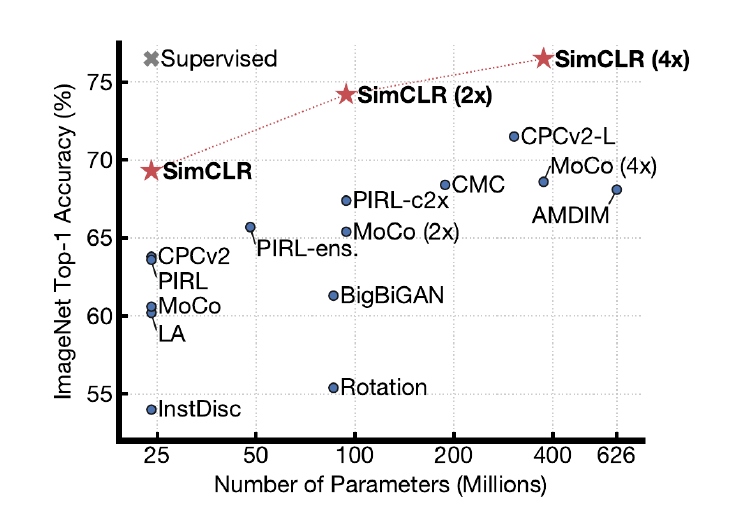 Supervised
SimCLR (4x)
75
SimCLR (2x)
CPCv2-L
70
MoCo (4x)
SimCLR
CMC
PIRL-c2x
AMDIM
65
MoCo (2x)
PIRL-ens.
CPCv2
PIRL
BigBiGAN
MoCo
60
LA
Rotation
55
InstDisc
25 50 100 200 400 626
Number of Parameters (Millions)
ImageNet Top-1 Accuracy (%)